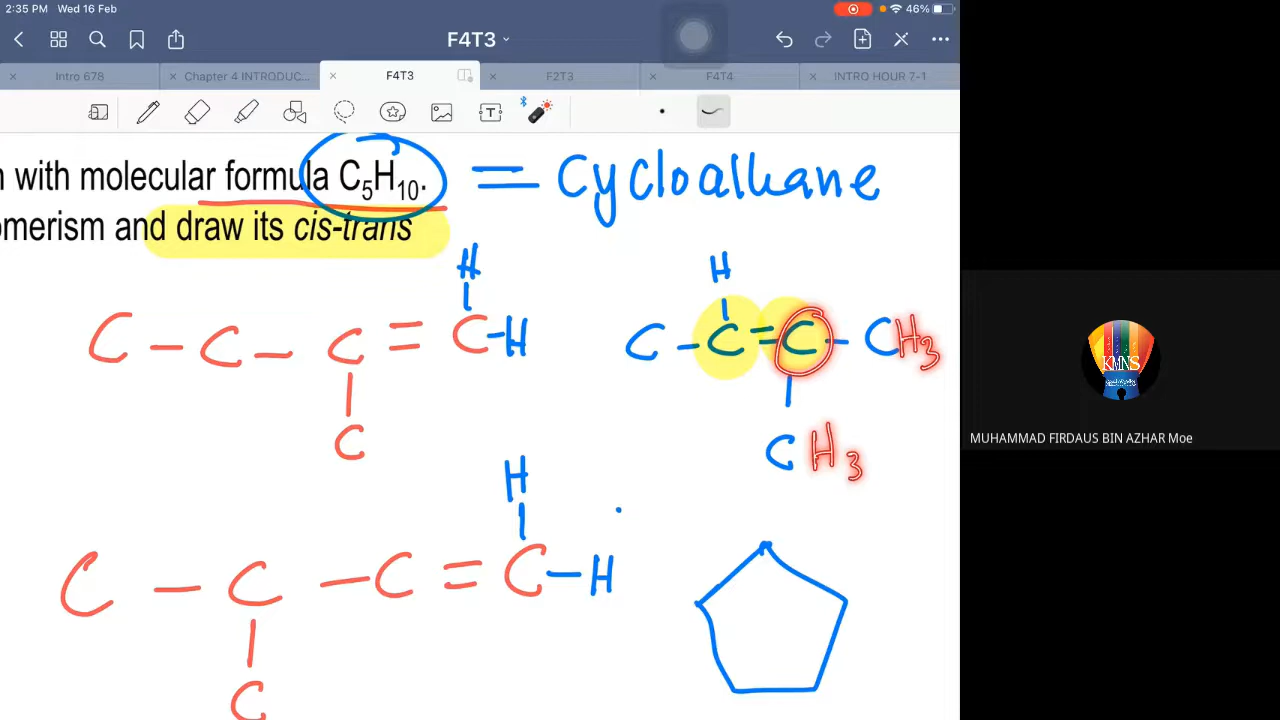 2:35 PM Wed 16 Feb 46%
F4T3
Intro 678 Chapter 4 INTRODUC... F4T3 F2T3 F4T4 INTRO HOUR 7-1
n with molecular formula C₅H₁₀. = Cycloalkane
omerism and draw its cis-trans
H H
C - C - C = C-H C - C = C - CH₃
C CH₃
H
C - C - C = C-H
C
KMNS
MUHAMMAD FIRDAUS BIN AZHAR Moe